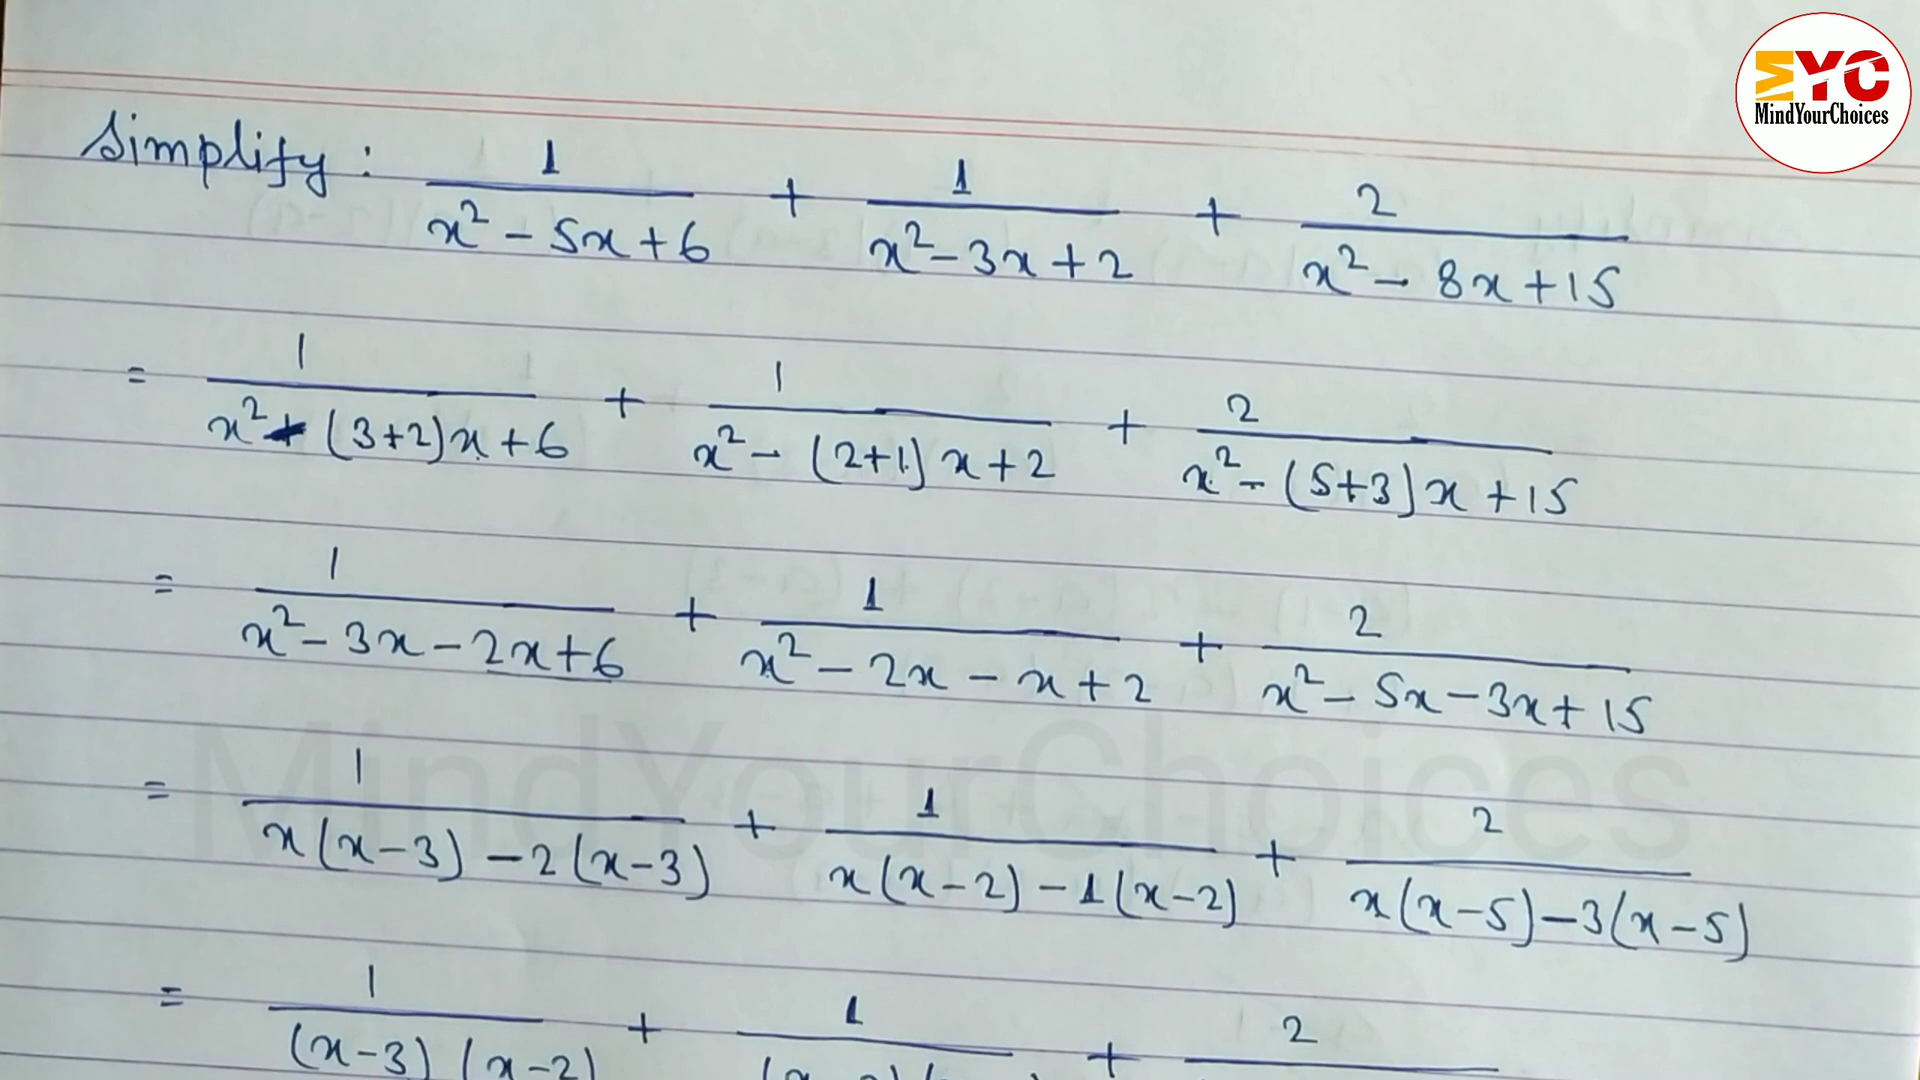 MYC
MindYourChoices
Simplify : 1/(x² - 5x + 6) + 1/(x² - 3x + 2) + 2/(x² - 8x + 15)
= 1/(x² - (3+2)x + 6) + 1/(x² - (2+1)x + 2) + 2/(x² - (5+3)x + 15)
= 1/(x² - 3x - 2x + 6) + 1/(x² - 2x - x + 2) + 2/(x² - 5x - 3x + 15)
MindYourChoices
= 1/(x(x-3) - 2(x-3)) + 1/(x(x-2) - 1(x-2)) + 2/(x(x-5) - 3(x-5))
= 1/((x-3)(x-2)) + 1/ + 2/